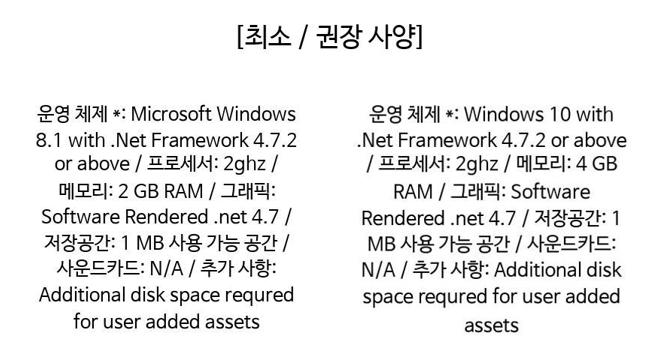 [최소 / 권장 사양]
운영 체제 *: Microsoft Windows
8.1 with .Net Framework 4.7.2
or above / 프로세서: 2ghz /
메모리: 2 GB RAM / 그래픽:
Software Rendered .net 4.7 /
저장공간: 1 MB 사용 가능 공간 /
사운드카드: N/A / 추가 사항:
Additional disk space requred
for user added assets
운영 체제 *: Windows 10 with
.Net Framework 4.7.2 or above
/ 프로세서: 2ghz / 메모리: 4 GB
RAM / 그래픽: Software
Rendered .net 4.7 / 저장공간: 1
MB 사용 가능 공간 / 사운드카드:
N/A / 추가 사항: Additional disk
space requred for user added
assets